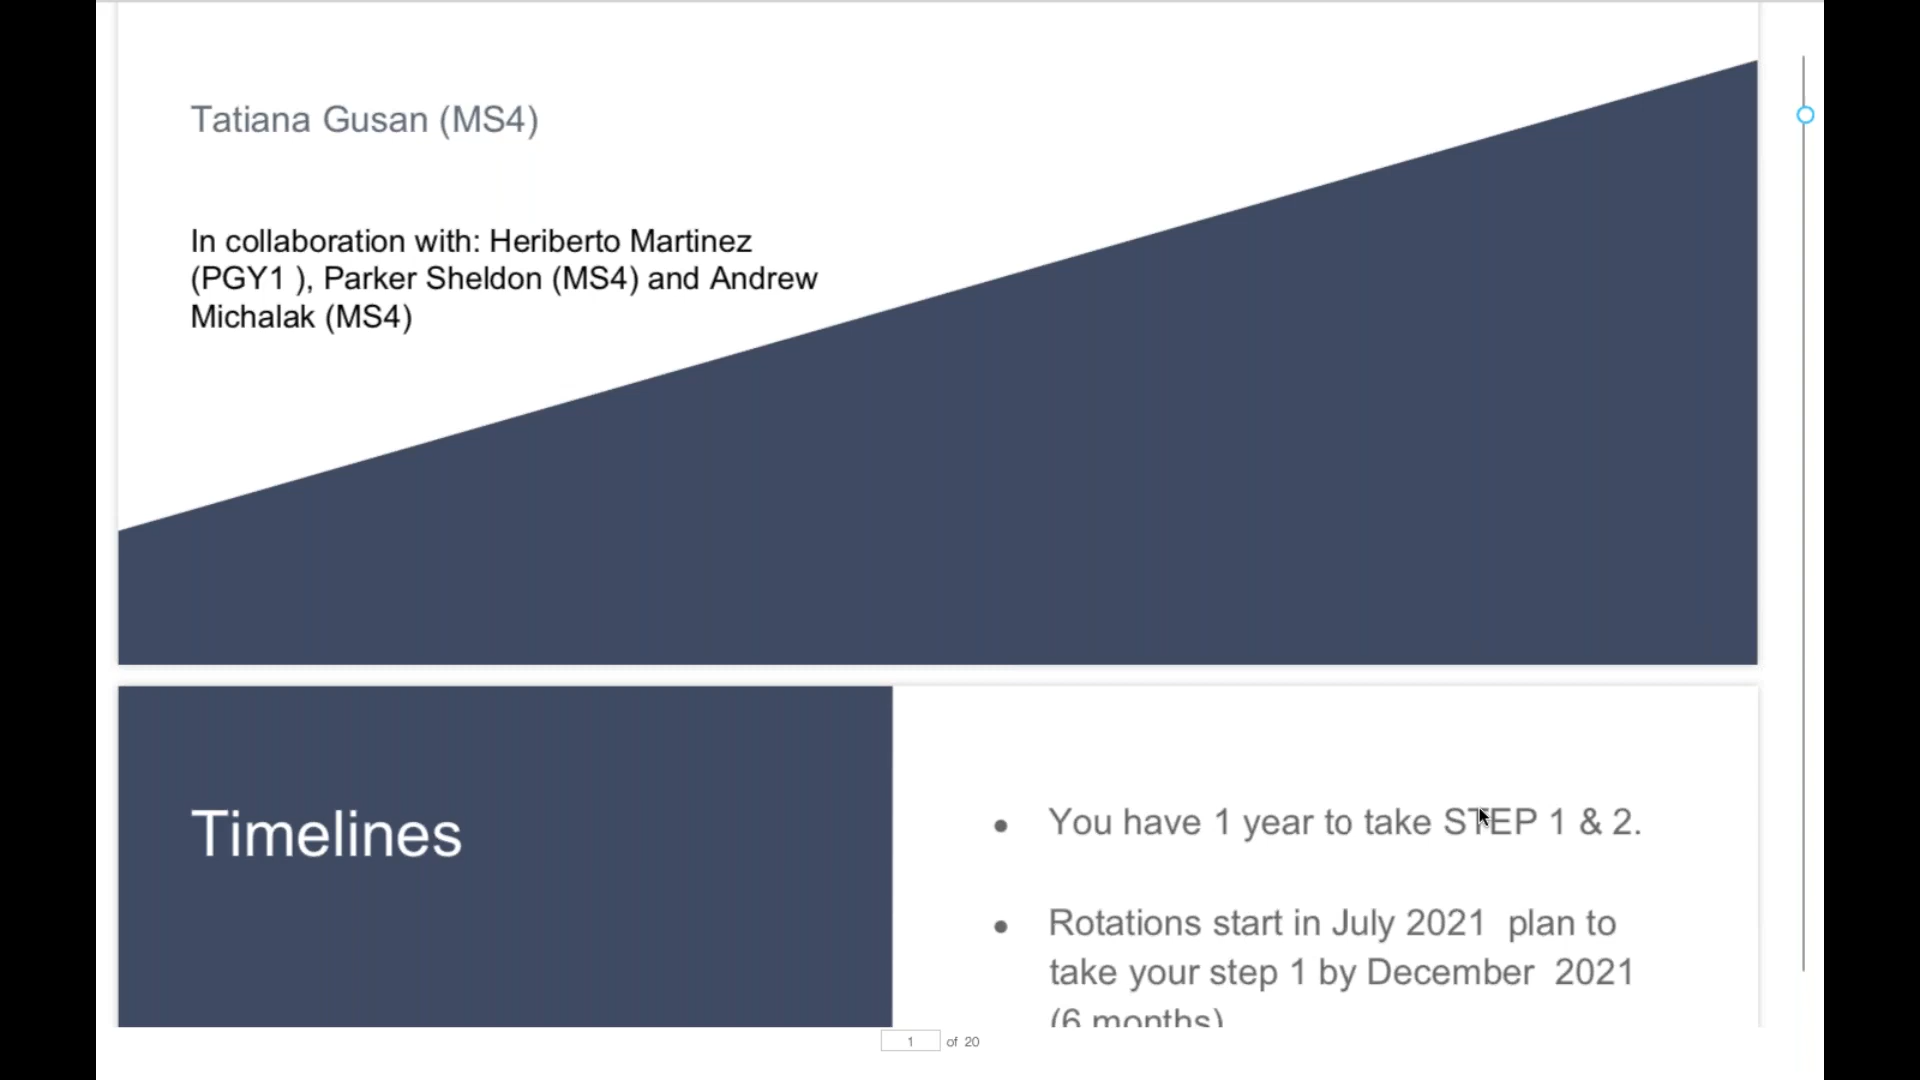 Tatiana Gusan (MS4)
In collaboration with: Heriberto Martinez
(PGY1 ), Parker Sheldon (MS4) and Andrew
Michalak (MS4)
Timelines
• You have 1 year to take STEP 1 & 2.
• Rotations start in July 2021  plan to
take your step 1 by December  2021
(6 months)
1 of 20